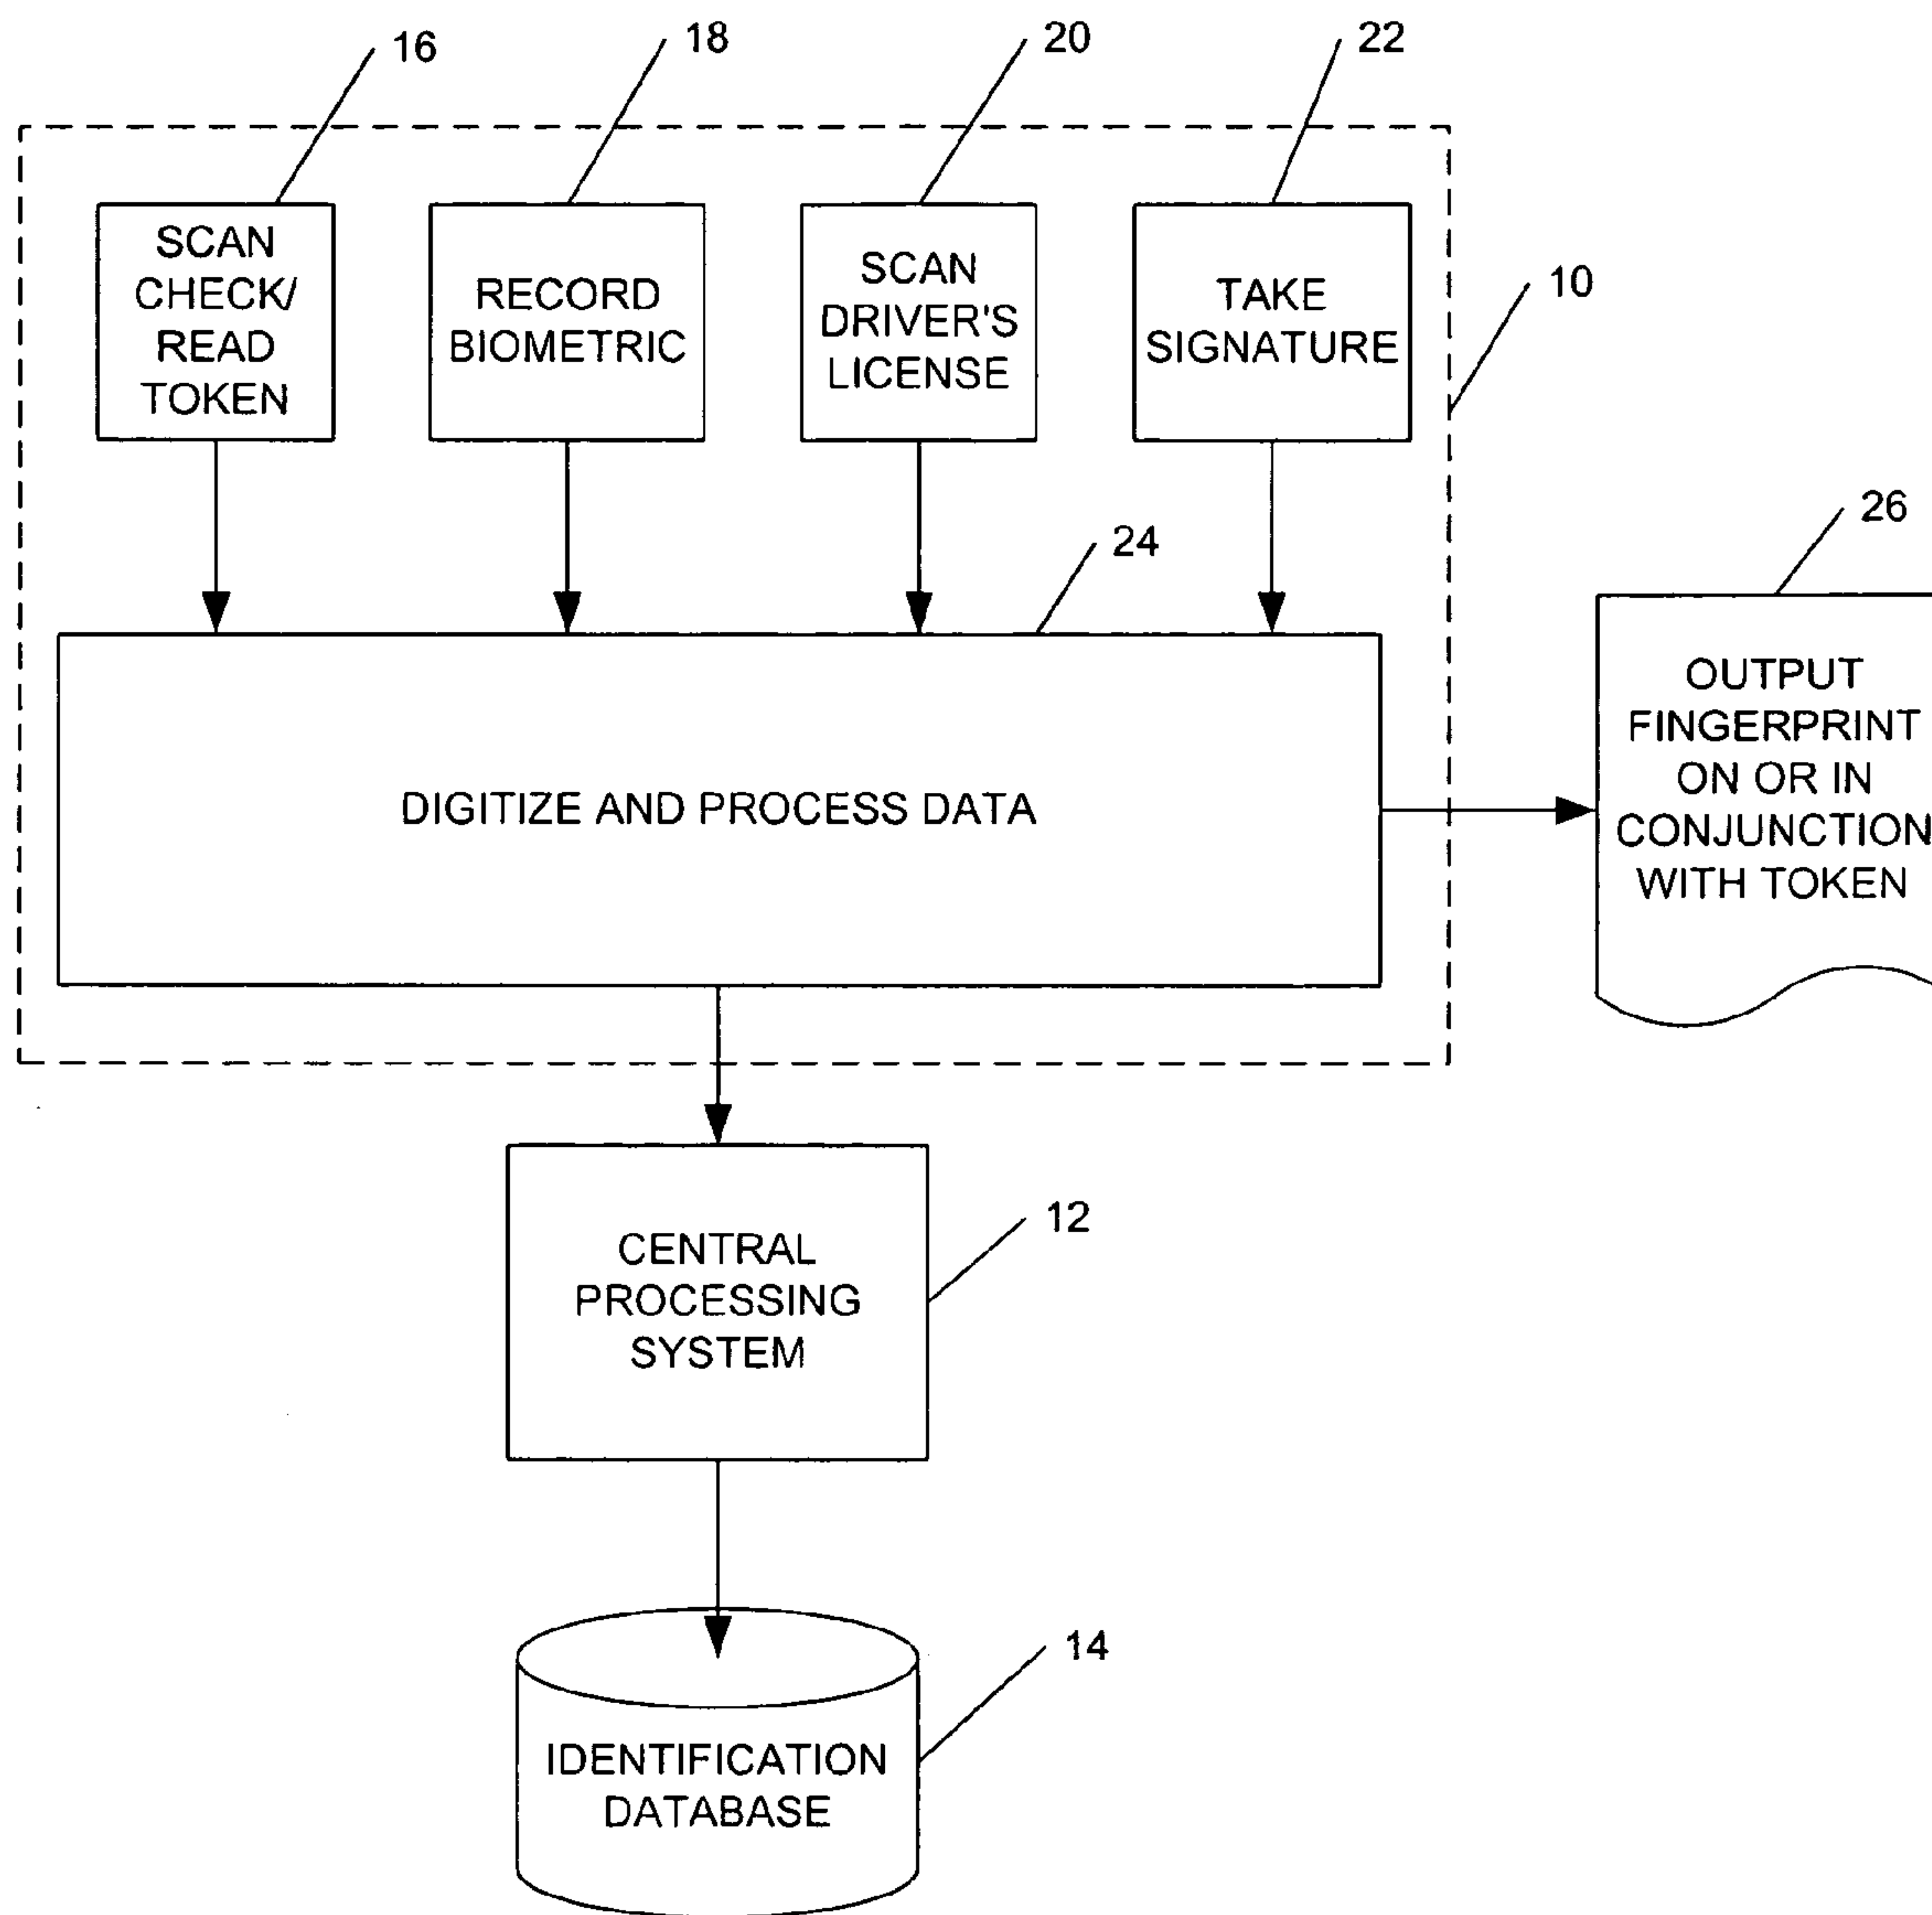 16
18
20
22
SCAN
CHECK/
READ
TOKEN
RECORD
BIOMETRIC
SCAN
DRIVER'S
LICENSE
TAKE
SIGNATURE
10
24
26
DIGITIZE AND PROCESS DATA
OUTPUT
FINGERPRINT
ON OR IN
CONJUNCTION
WITH TOKEN
CENTRAL
PROCESSING
SYSTEM
12
14
IDENTIFICATION
DATABASE